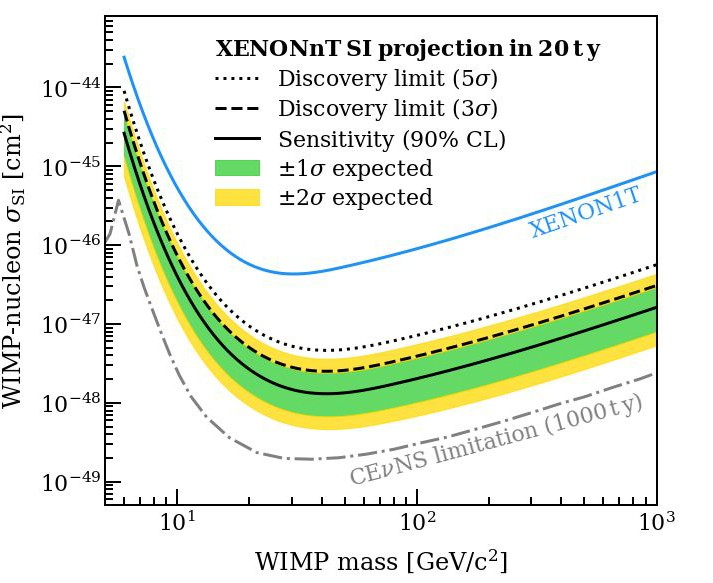 XENONnT SI projection in 20 t y
Discovery limit (5σ)
Discovery limit (3σ)
Sensitivity (90% CL)
±1σ expected
±2σ expected
XENON1T
CEνNS limitation (1000 t y)
WIMP-nucleon σ_SI [cm²]
10⁻⁴⁴
10⁻⁴⁵
10⁻⁴⁶
10⁻⁴⁷
10⁻⁴⁸
10⁻⁴⁹
10¹ 10² 10³
WIMP mass [GeV/c²]